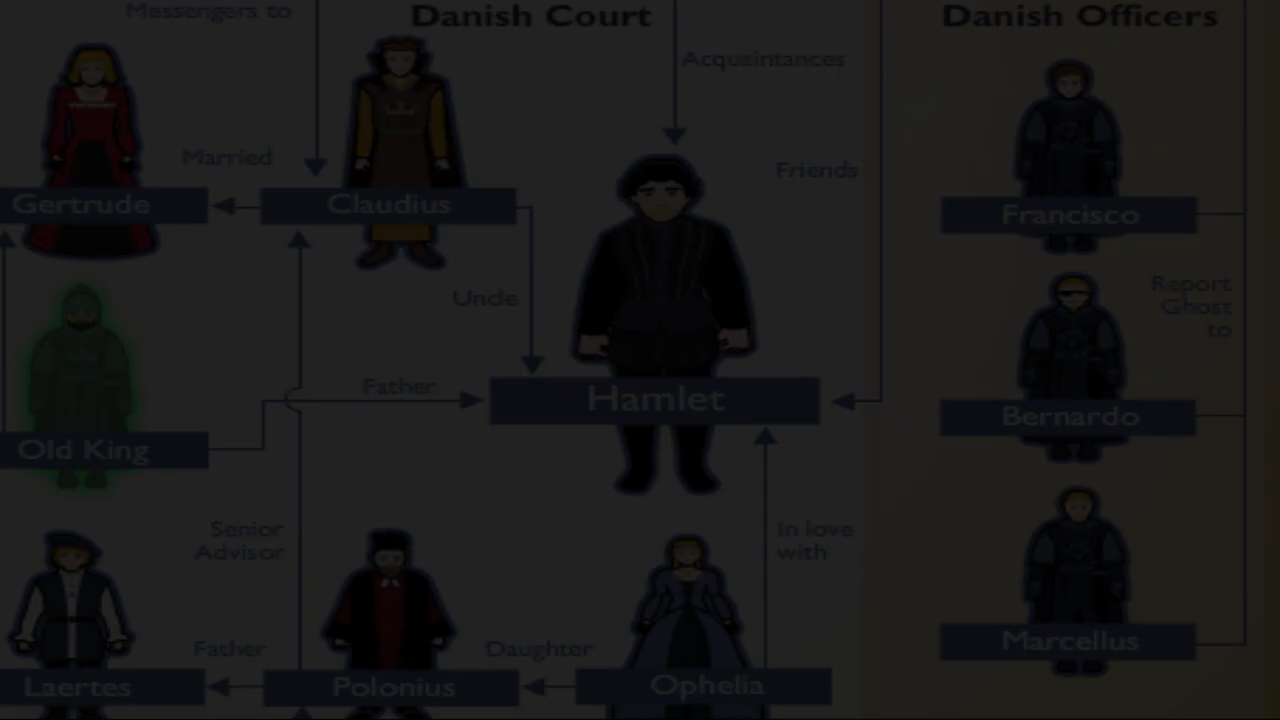 Messengers to
Danish Court
Danish Officers
Acquaintances
Married
Friends
Gertrude
Claudius
Francisco
Uncle
Report
Ghost
to
Father
Hamlet
Bernardo
Old King
Senior
Advisor
In love
with
Father
Daughter
Marcellus
Laertes
Polonius
Ophelia